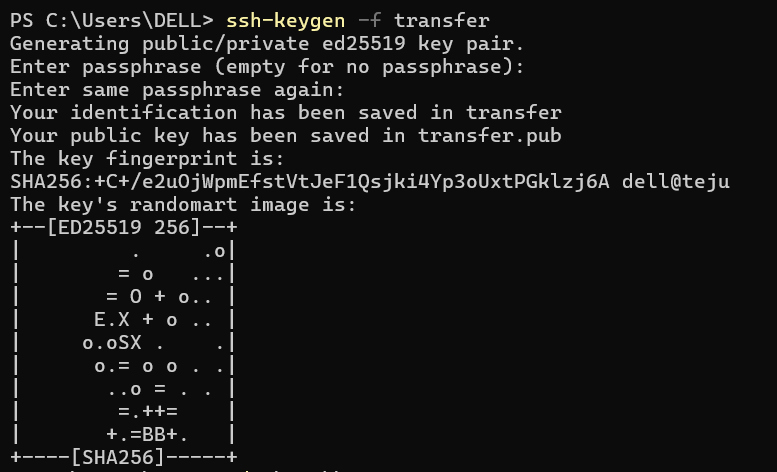 PS C:\Users\DELL> ssh-keygen -f transfer
Generating public/private ed25519 key pair.
Enter passphrase (empty for no passphrase):
Enter same passphrase again:
Your identification has been saved in transfer
Your public key has been saved in transfer.pub
The key fingerprint is:
SHA256:+C+/e2uOjWpmEfstVtJeF1Qsjki4Yp3oUxtPGklzj6A dell@teju
The key's randomart image is:
+--[ED25519 256]--+
|         .     .o|
|        = o   ...|
|       = O + o.. |
|      E.X + o .. |
|     o.oSX .    .|
|      o.= o o . .|
|       ..o = . . |
|        =.++=    |
|       +.=BB+.   |
+----[SHA256]-----+